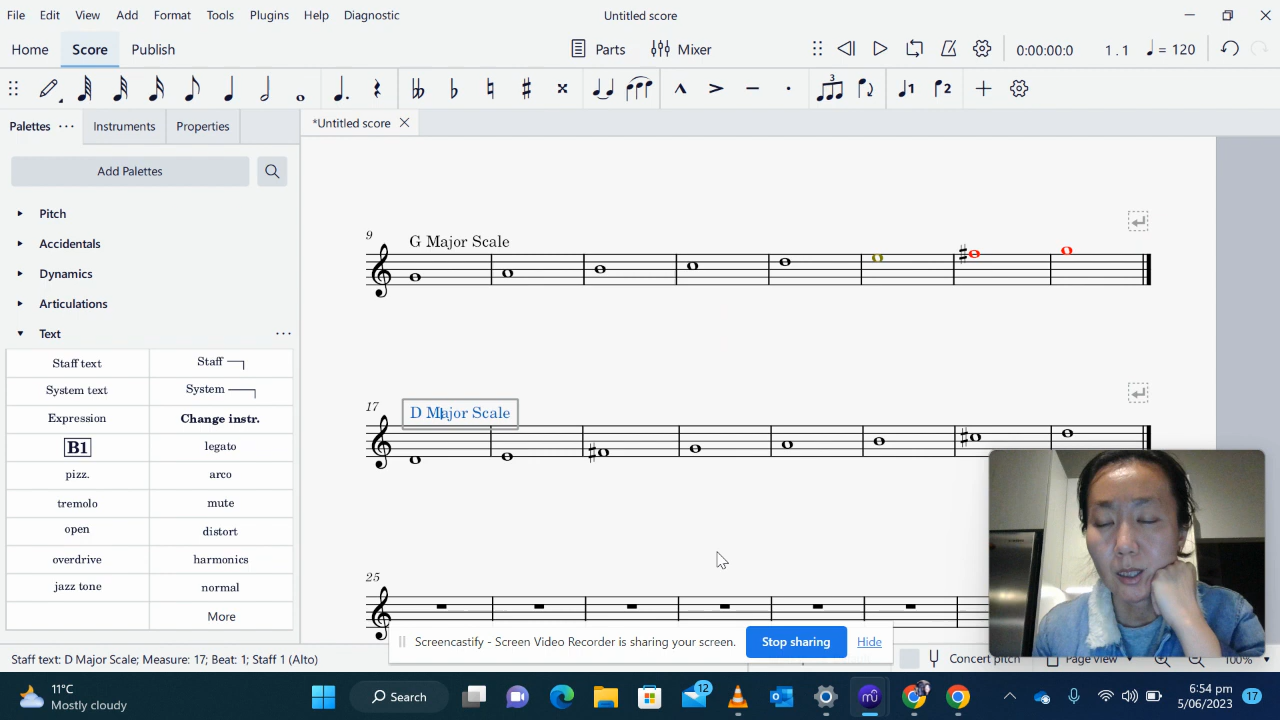 File Edit View Add Format Tools Plugins Help Diagnostic Untitled score
Home Score Publish Parts Mixer 0:00:00:0 1 . 1 = 120
3
1 2
Palettes Instruments Properties *Untitled score
Add Palettes
Pitch
Accidentals
Dynamics
Articulations
Text
Staff text Staff
System text System
Expression Change instr.
B1 legato
pizz. arco
tremolo mute
open distort
overdrive harmonics
jazz tone normal
More
9
G Major Scale
17
D Major Scale
25
Screencastify - Screen Video Recorder is sharing your screen. Stop sharing Hide
Staff text: D Major Scale; Measure: 17; Beat: 1; Staff 1 (Alto) Concert pitch Page view 100%
11°C
Mostly cloudy
Search
12
6:54 pm
5/06/2023
17